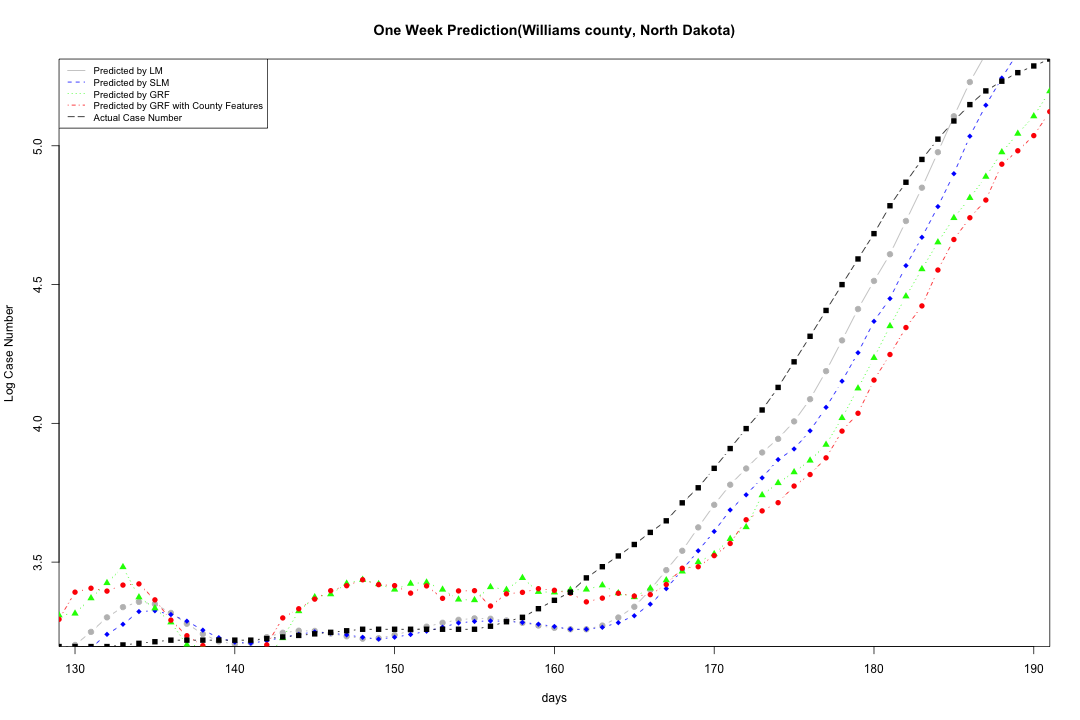 One Week Prediction(Williams county, North Dakota)
Predicted by LM
Predicted by SLM
Predicted by GRF
Predicted by GRF with County Features
Actual Case Number
5.0
4.5
4.0
3.5
Log Case Number
130 140 150 160 170 180 190
days